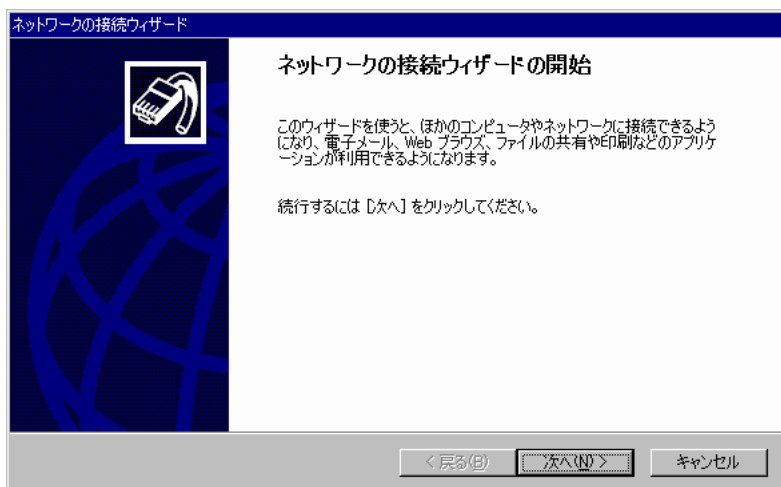 ネットワークの接続ウィザード
ネットワークの接続ウィザードの開始
このウィザードを使うと、ほかのコンピュータやネットワークに接続できるよう
になり、電子メール、Web ブラウズ、ファイルの共有や印刷などのアプリケ
ーションが利用できるようになります。
続行するには [次へ] をクリックしてください。
< 戻る(B)
次へ(N) >
キャンセル